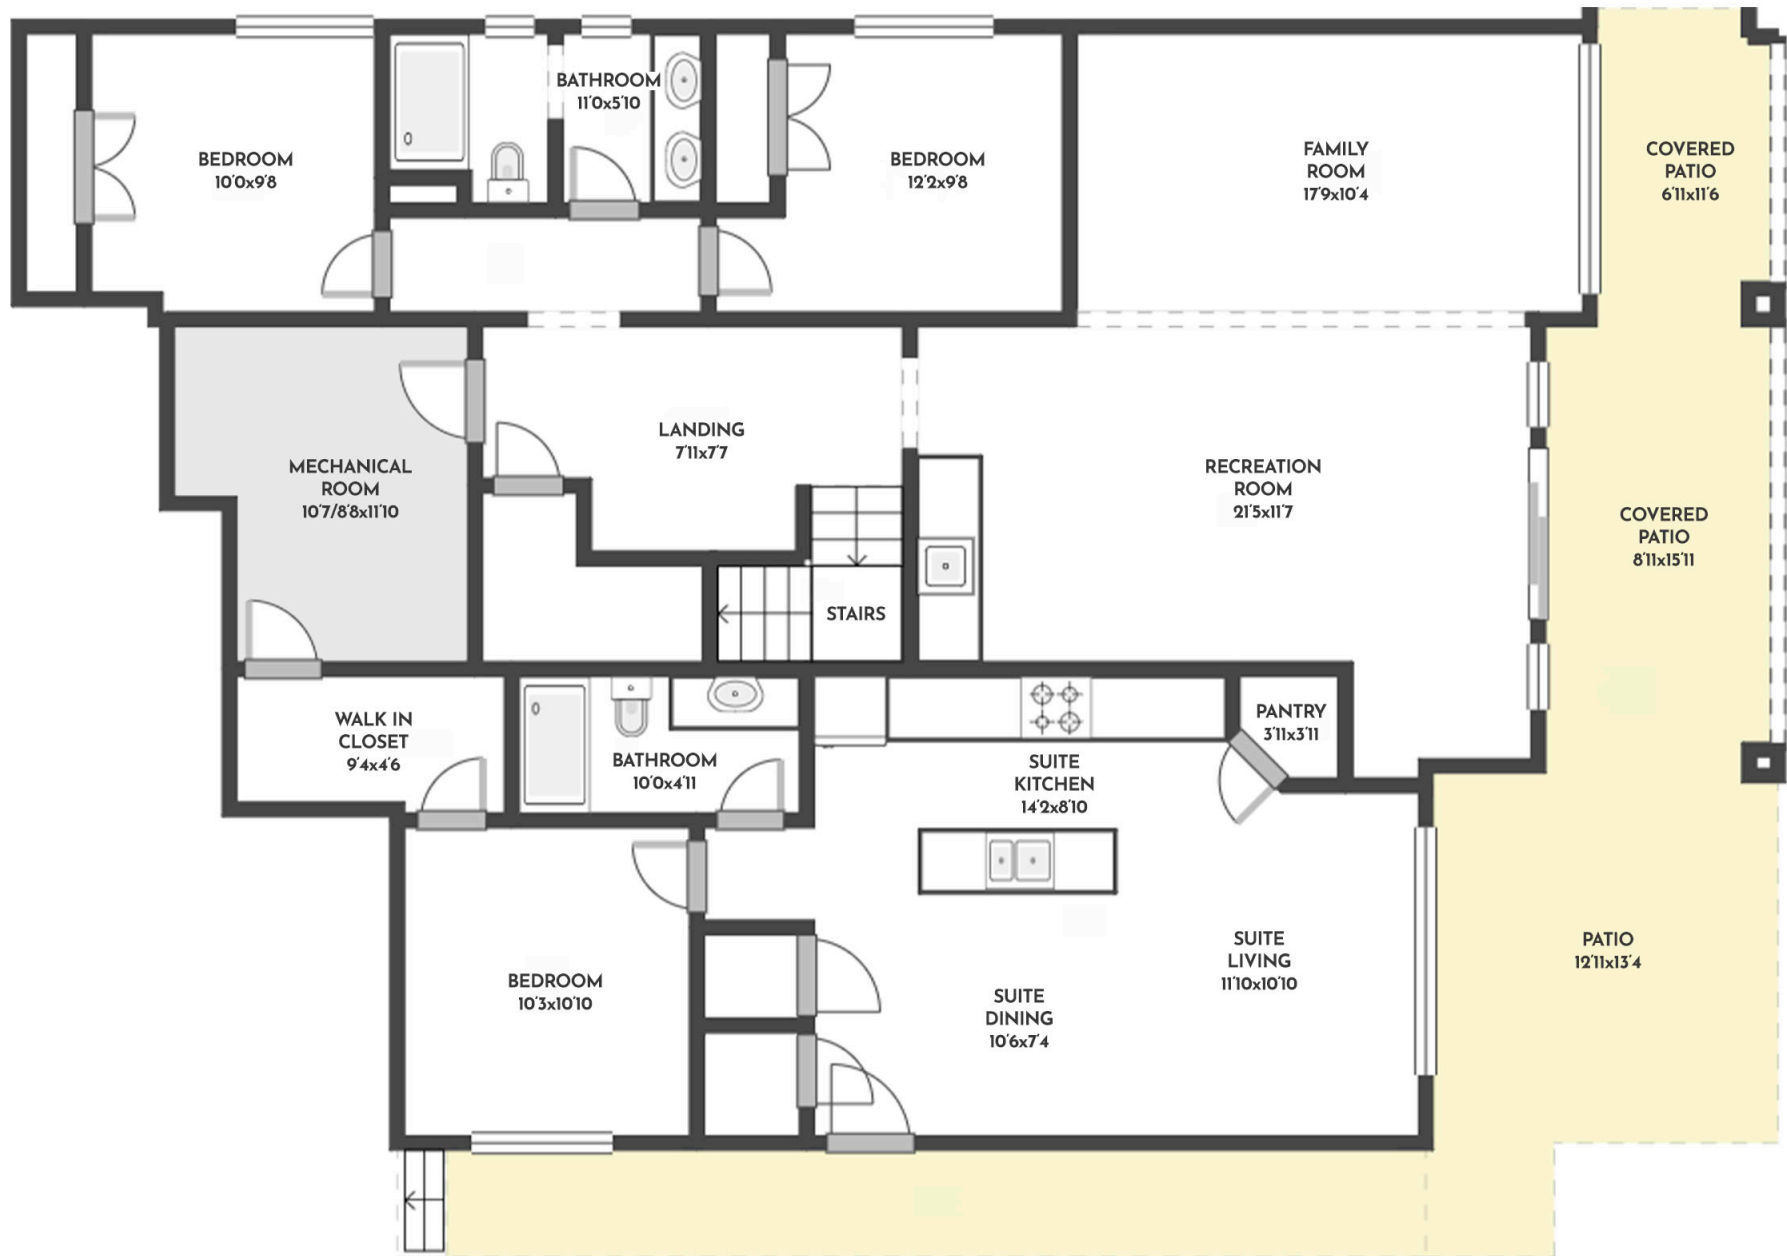 BATHROOM
11'0x5'10
BEDROOM
10'0x9'8
BEDROOM
12'2x9'8
FAMILY
ROOM
17'9x10'4
COVERED
PATIO
6'11x11'6
LANDING
7'11x7'7
MECHANICAL
ROOM
10'7/8'8x11'10
RECREATION
ROOM
21'5x11'7
COVERED
PATIO
8'11x15'11
STAIRS
WALK IN
CLOSET
9'4x4'6
BATHROOM
10'0x4'11
SUITE
KITCHEN
14'2x8'10
PANTRY
3'11x3'11
BEDROOM
10'3x10'10
SUITE
DINING
10'6x7'4
SUITE
LIVING
11'10x10'10
PATIO
12'11x13'4